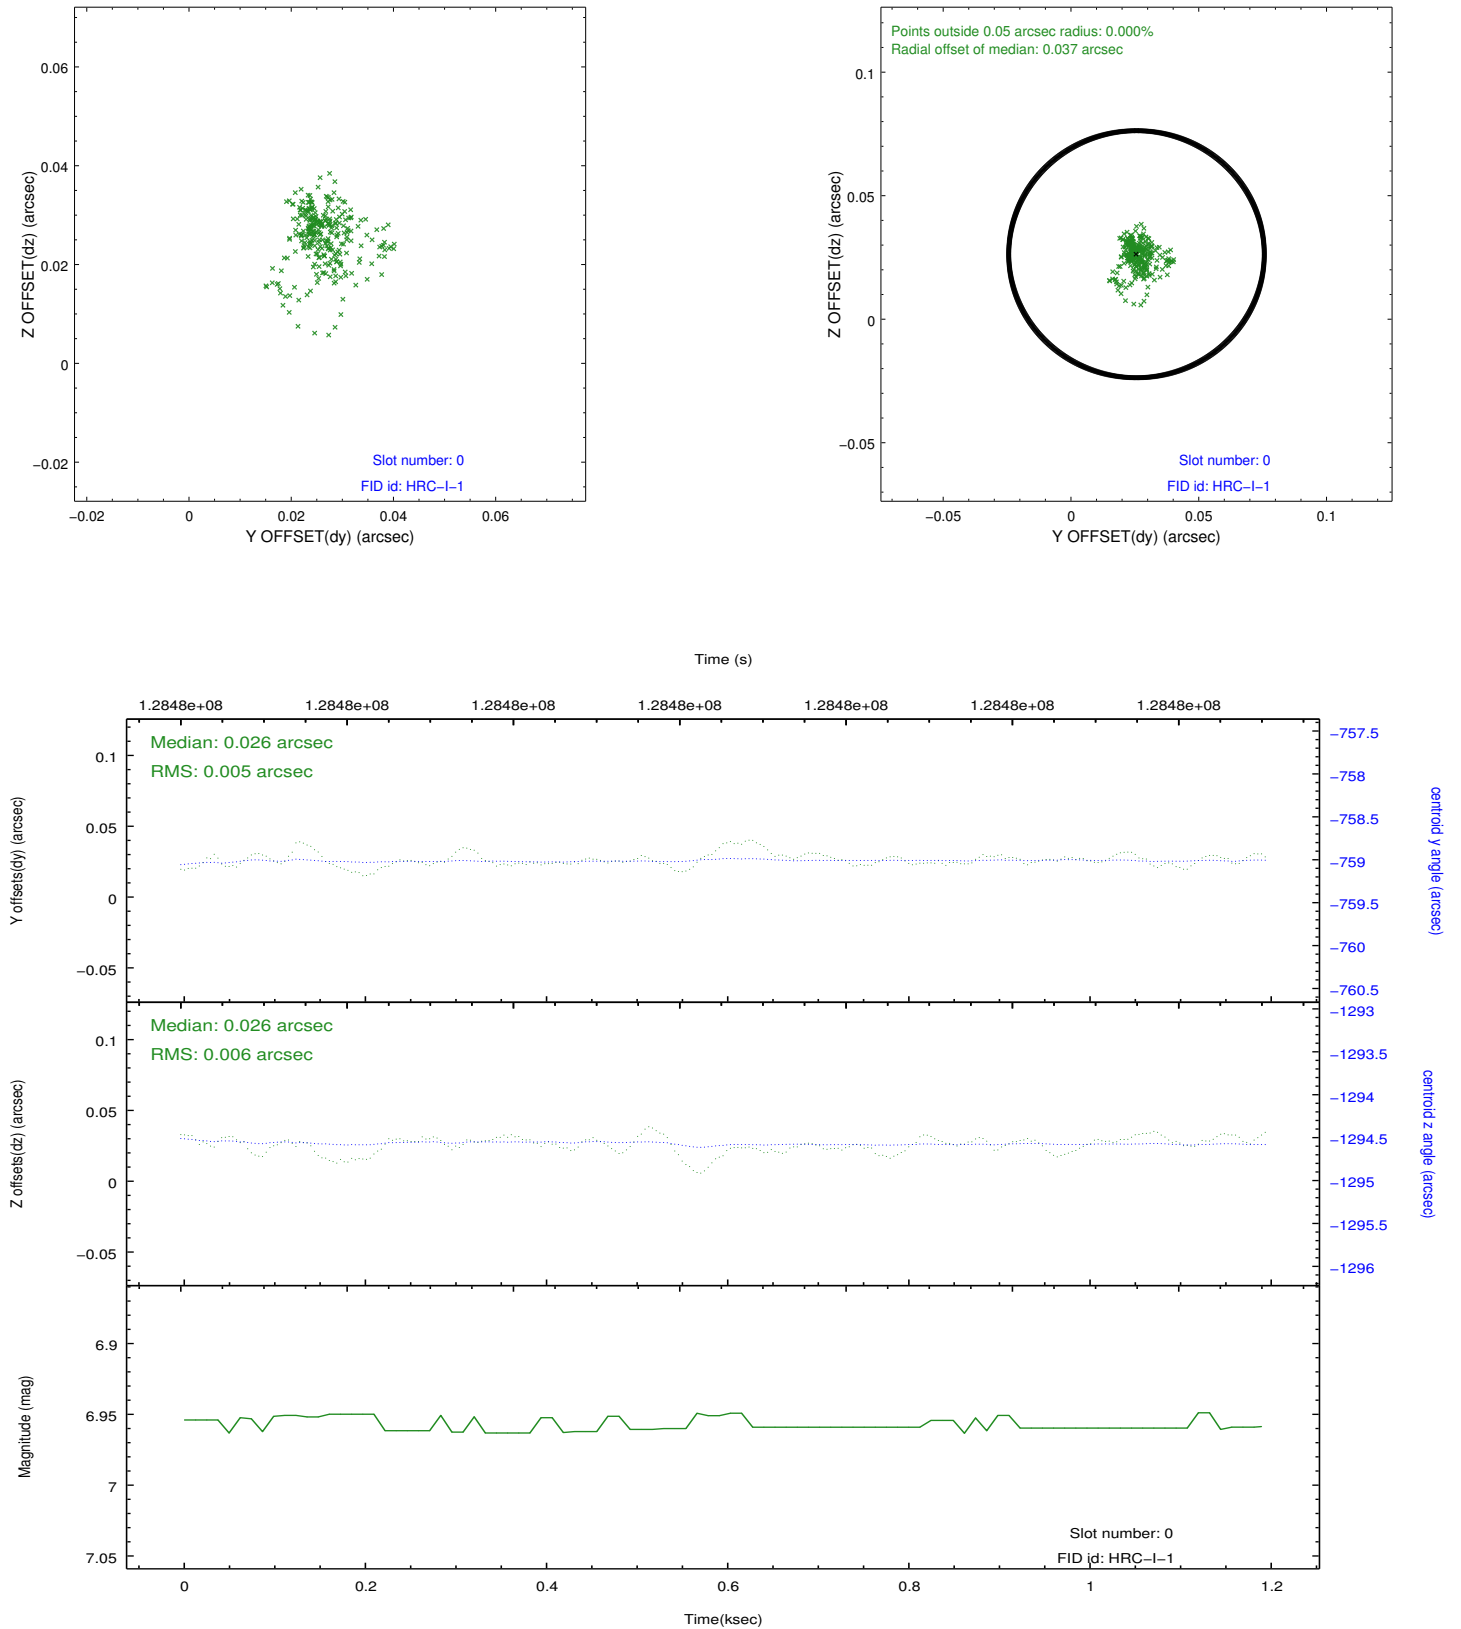 0.06
0.04
0.02
0
−0.02
−0.02 0 0.02 0.04 0.06
Z OFFSET(dz) (arcsec)
Y OFFSET(dy) (arcsec)
Slot number: 0
FID id: HRC−I−1
Points outside 0.05 arcsec radius: 0.000%
Radial offset of median: 0.037 arcsec
0.1
0.05
0
−0.05
−0.05 0 0.05 0.1
Z OFFSET(dz) (arcsec)
Y OFFSET(dy) (arcsec)
Slot number: 0
FID id: HRC−I−1
Time (s)
1.2848e+08 1.2848e+08 1.2848e+08 1.2848e+08 1.2848e+08 1.2848e+08 1.2848e+08
Median: 0.026 arcsec
RMS: 0.005 arcsec
0.1
0.05
0
−0.05
Y offsets(dy) (arcsec)
−757.5
−758
−758.5
−759
−759.5
−760
−760.5
centroid y angle (arcsec)
Median: 0.026 arcsec
RMS: 0.006 arcsec
0.1
0.05
0
−0.05
Z offsets(dz) (arcsec)
−1293
−1293.5
−1294
−1294.5
−1295
−1295.5
−1296
centroid z angle (arcsec)
6.9
6.95
7
7.05
Magnitude (mag)
Slot number: 0
FID id: HRC−I−1
0 0.2 0.4 0.6 0.8 1 1.2
Time(ksec)